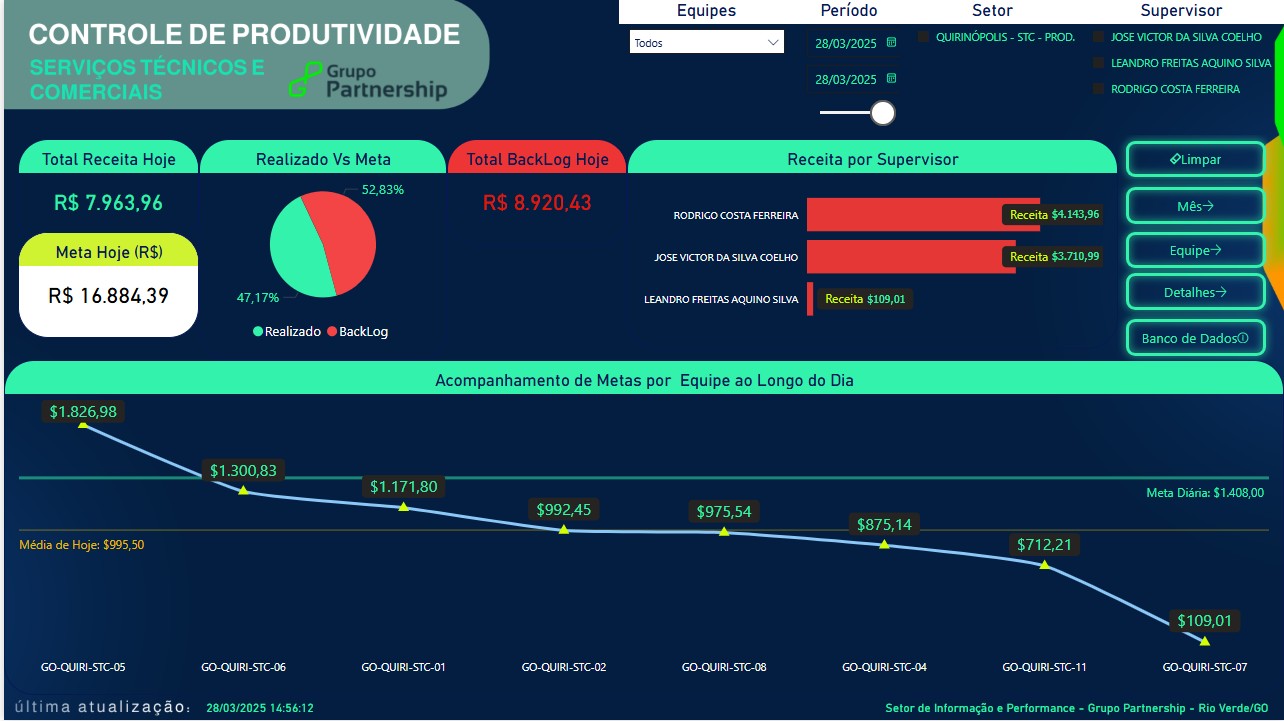 CONTROLE DE PRODUTIVIDADE
SERVIÇOS TÉCNICOS E
COMERCIAIS
Grupo
Partnership
Equipes
Período
Setor
Supervisor
Todos
28/03/2025
28/03/2025
QUIRINÓPOLIS - STC - PROD.
JOSE VICTOR DA SILVA COELHO
LEANDRO FREITAS AQUINO SILVA
RODRIGO COSTA FERREIRA
Total Receita Hoje
R$ 7.963,96
Meta Hoje (R$)
R$ 16.884,39
Realizado Vs Meta
52,83%
47,17%
Realizado
BackLog
Total BackLog Hoje
R$ 8.920,43
Receita por Supervisor
RODRIGO COSTA FERREIRA
Receita $4.143,96
JOSE VICTOR DA SILVA COELHO
Receita $3.710,99
LEANDRO FREITAS AQUINO SILVA
Receita $109,01
Limpar
Mês
Equipe
Detalhes
Banco de Dados
Acompanhamento de Metas por Equipe ao Longo do Dia
$1.826,98
$1.300,83
$1.171,80
$992,45
$975,54
$875,14
$712,21
$109,01
Meta Diária: $1.408,00
Média de Hoje: $995,50
GO-QUIRI-STC-05
GO-QUIRI-STC-06
GO-QUIRI-STC-01
GO-QUIRI-STC-02
GO-QUIRI-STC-08
GO-QUIRI-STC-04
GO-QUIRI-STC-11
GO-QUIRI-STC-07
última atualização: 28/03/2025 14:56:12
Setor de Informação e Performance - Grupo Partnership - Rio Verde/GO